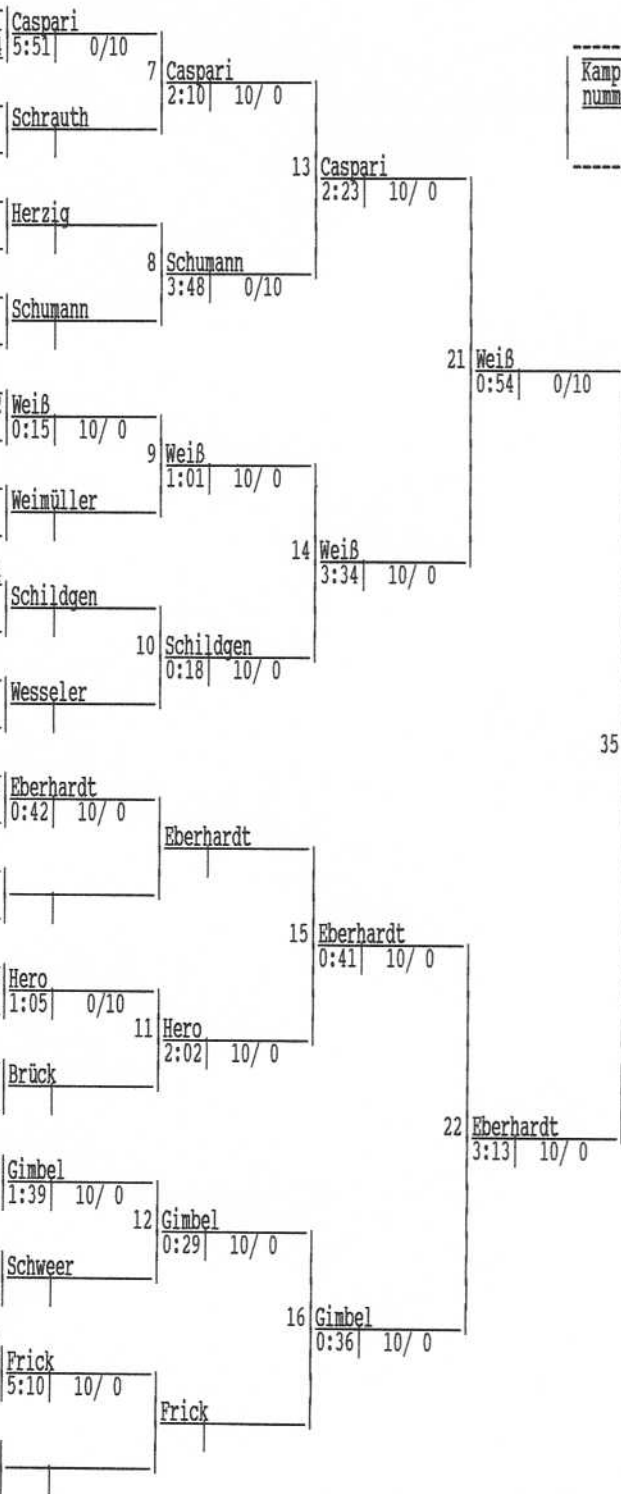 Caspari
5:51 0/10
7 Caspari
2:10 10/ 0
Schrauth
Kamp
numm
13 Caspari
2:23 10/ 0
Herzig
8 Schumann
3:48 0/10
Schumann
21 Weiß
0:54 0/10
Weiß
0:15 10/ 0
9 Weiß
1:01 10/ 0
Weimüller
14 Weiß
3:34 10/ 0
Schildgen
10 Schildgen
0:18 10/ 0
Wesseler
35
Eberhardt
0:42 10/ 0
Eberhardt
15 Eberhardt
0:41 10/ 0
Hero
1:05 0/10
11 Hero
2:02 10/ 0
Brück
22 Eberhardt
3:13 10/ 0
Gimbel
1:39 10/ 0
12 Gimbel
0:29 10/ 0
Schweer
16 Gimbel
0:36 10/ 0
Frick
5:10 10/ 0
Frick